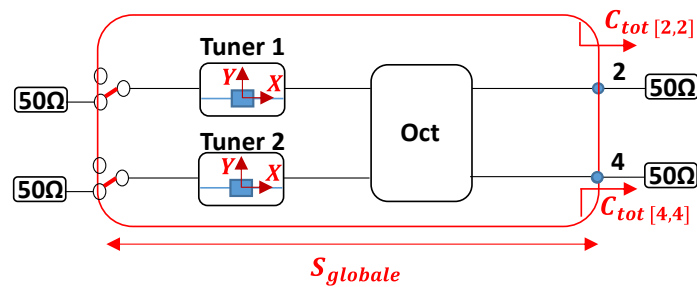 C_tot [2,2]
Tuner 1
Y
X
2
50Ω
50Ω
Oct
Tuner 2
Y
X
4
50Ω
50Ω
C_tot [4,4]
S_globale